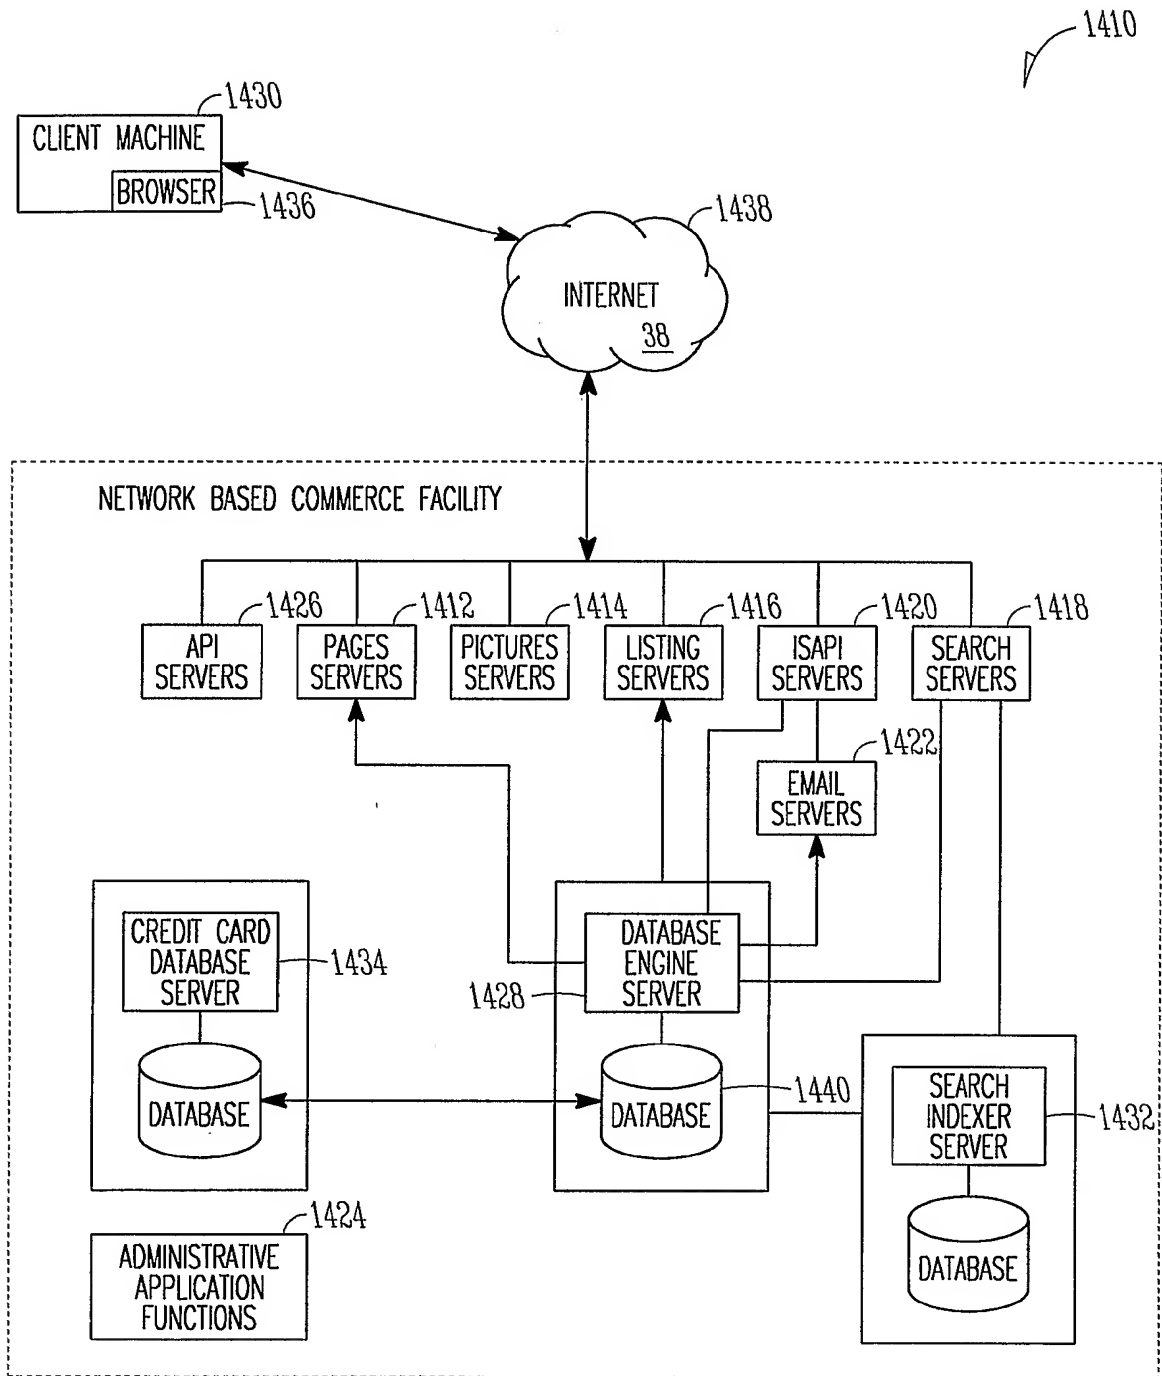 1410
1430
CLIENT MACHINE
BROWSER
1436
1438
INTERNET
38
NETWORK BASED COMMERCE FACILITY
1426
API
SERVERS
1412
PAGES
SERVERS
1414
PICTURES
SERVERS
1416
LISTING
SERVERS
1420
ISAPI
SERVERS
1418
SEARCH
SERVERS
1422
EMAIL
SERVERS
CREDIT CARD
DATABASE
SERVER
1434
DATABASE
ENGINE
SERVER
1428
DATABASE
DATABASE
1440
SEARCH
INDEXER
SERVER
1432
DATABASE
1424
ADMINISTRATIVE
APPLICATION
FUNCTIONS